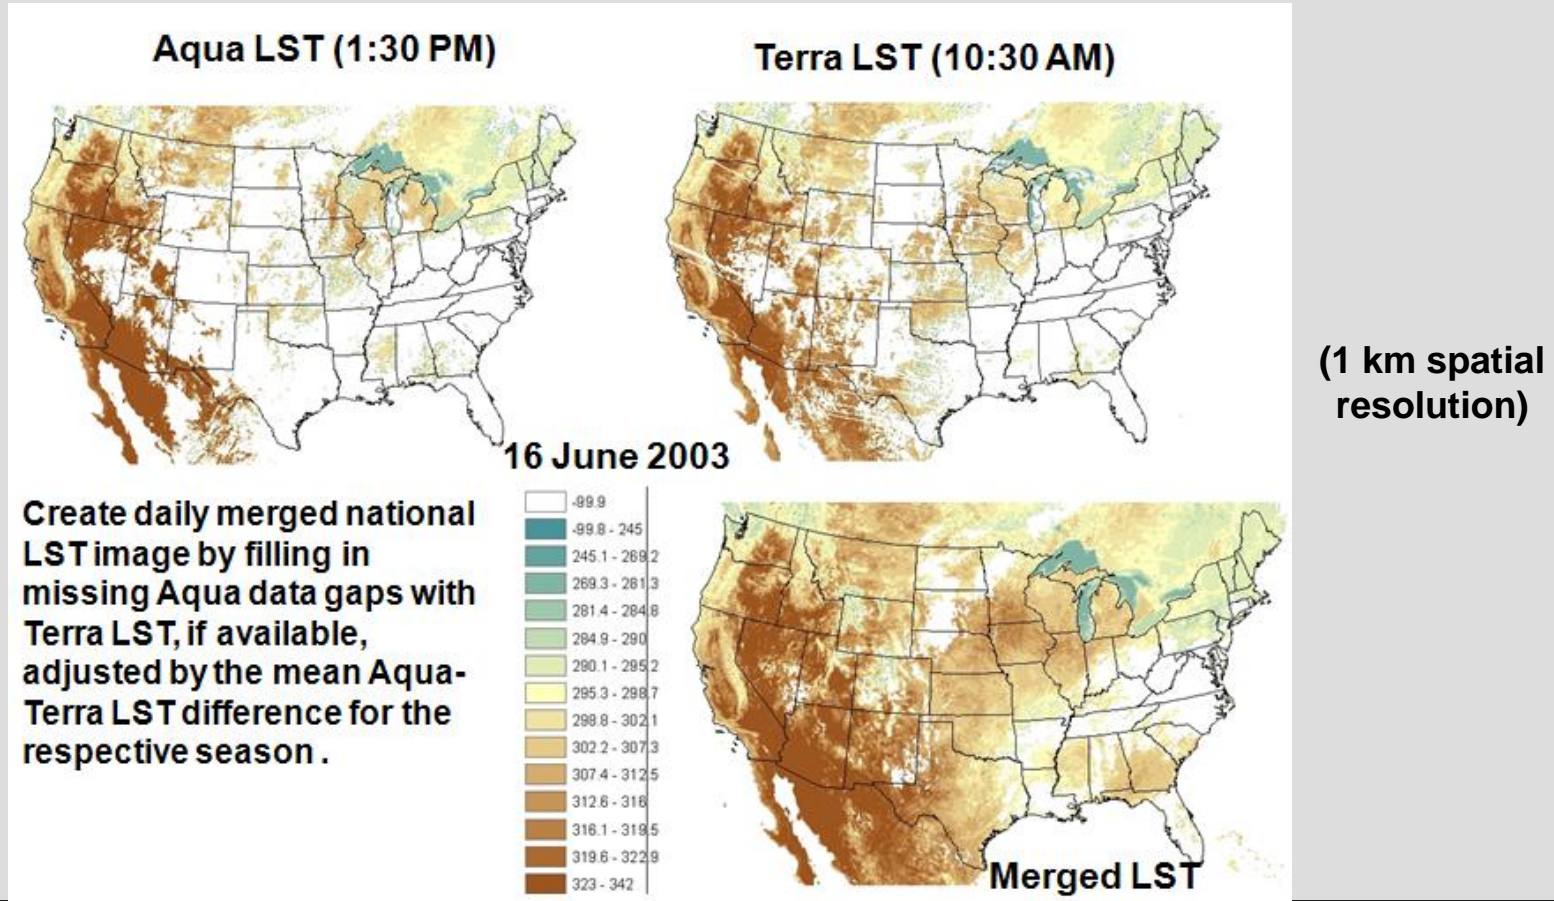 Aqua LST (1:30 PM)
Terra LST (10:30 AM)
(1 km spatial
resolution)
16 June 2003
Create daily merged national
LST image by filling in
missing Aqua data gaps with
Terra LST, if available,
adjusted by the mean Aqua-
Terra LST difference for the
respective season .
-99.9
-99.8 - 245
245.1 - 269.2
269.3 - 281.3
281.4 - 284.8
284.9 - 290
290.1 - 295.2
295.3 - 298.7
298.8 - 302.1
302.2 - 307.3
307.4 - 312.5
312.6 - 316
316.1 - 319.5
319.6 - 322.9
323 - 342
Merged LST